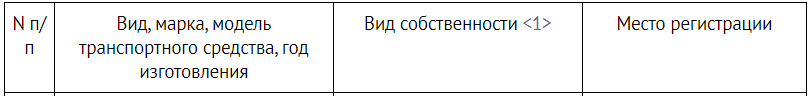 N п/
п
Вид, марка, модель
транспортного средства, год
изготовления
Вид собственности <1>
Место регистрации